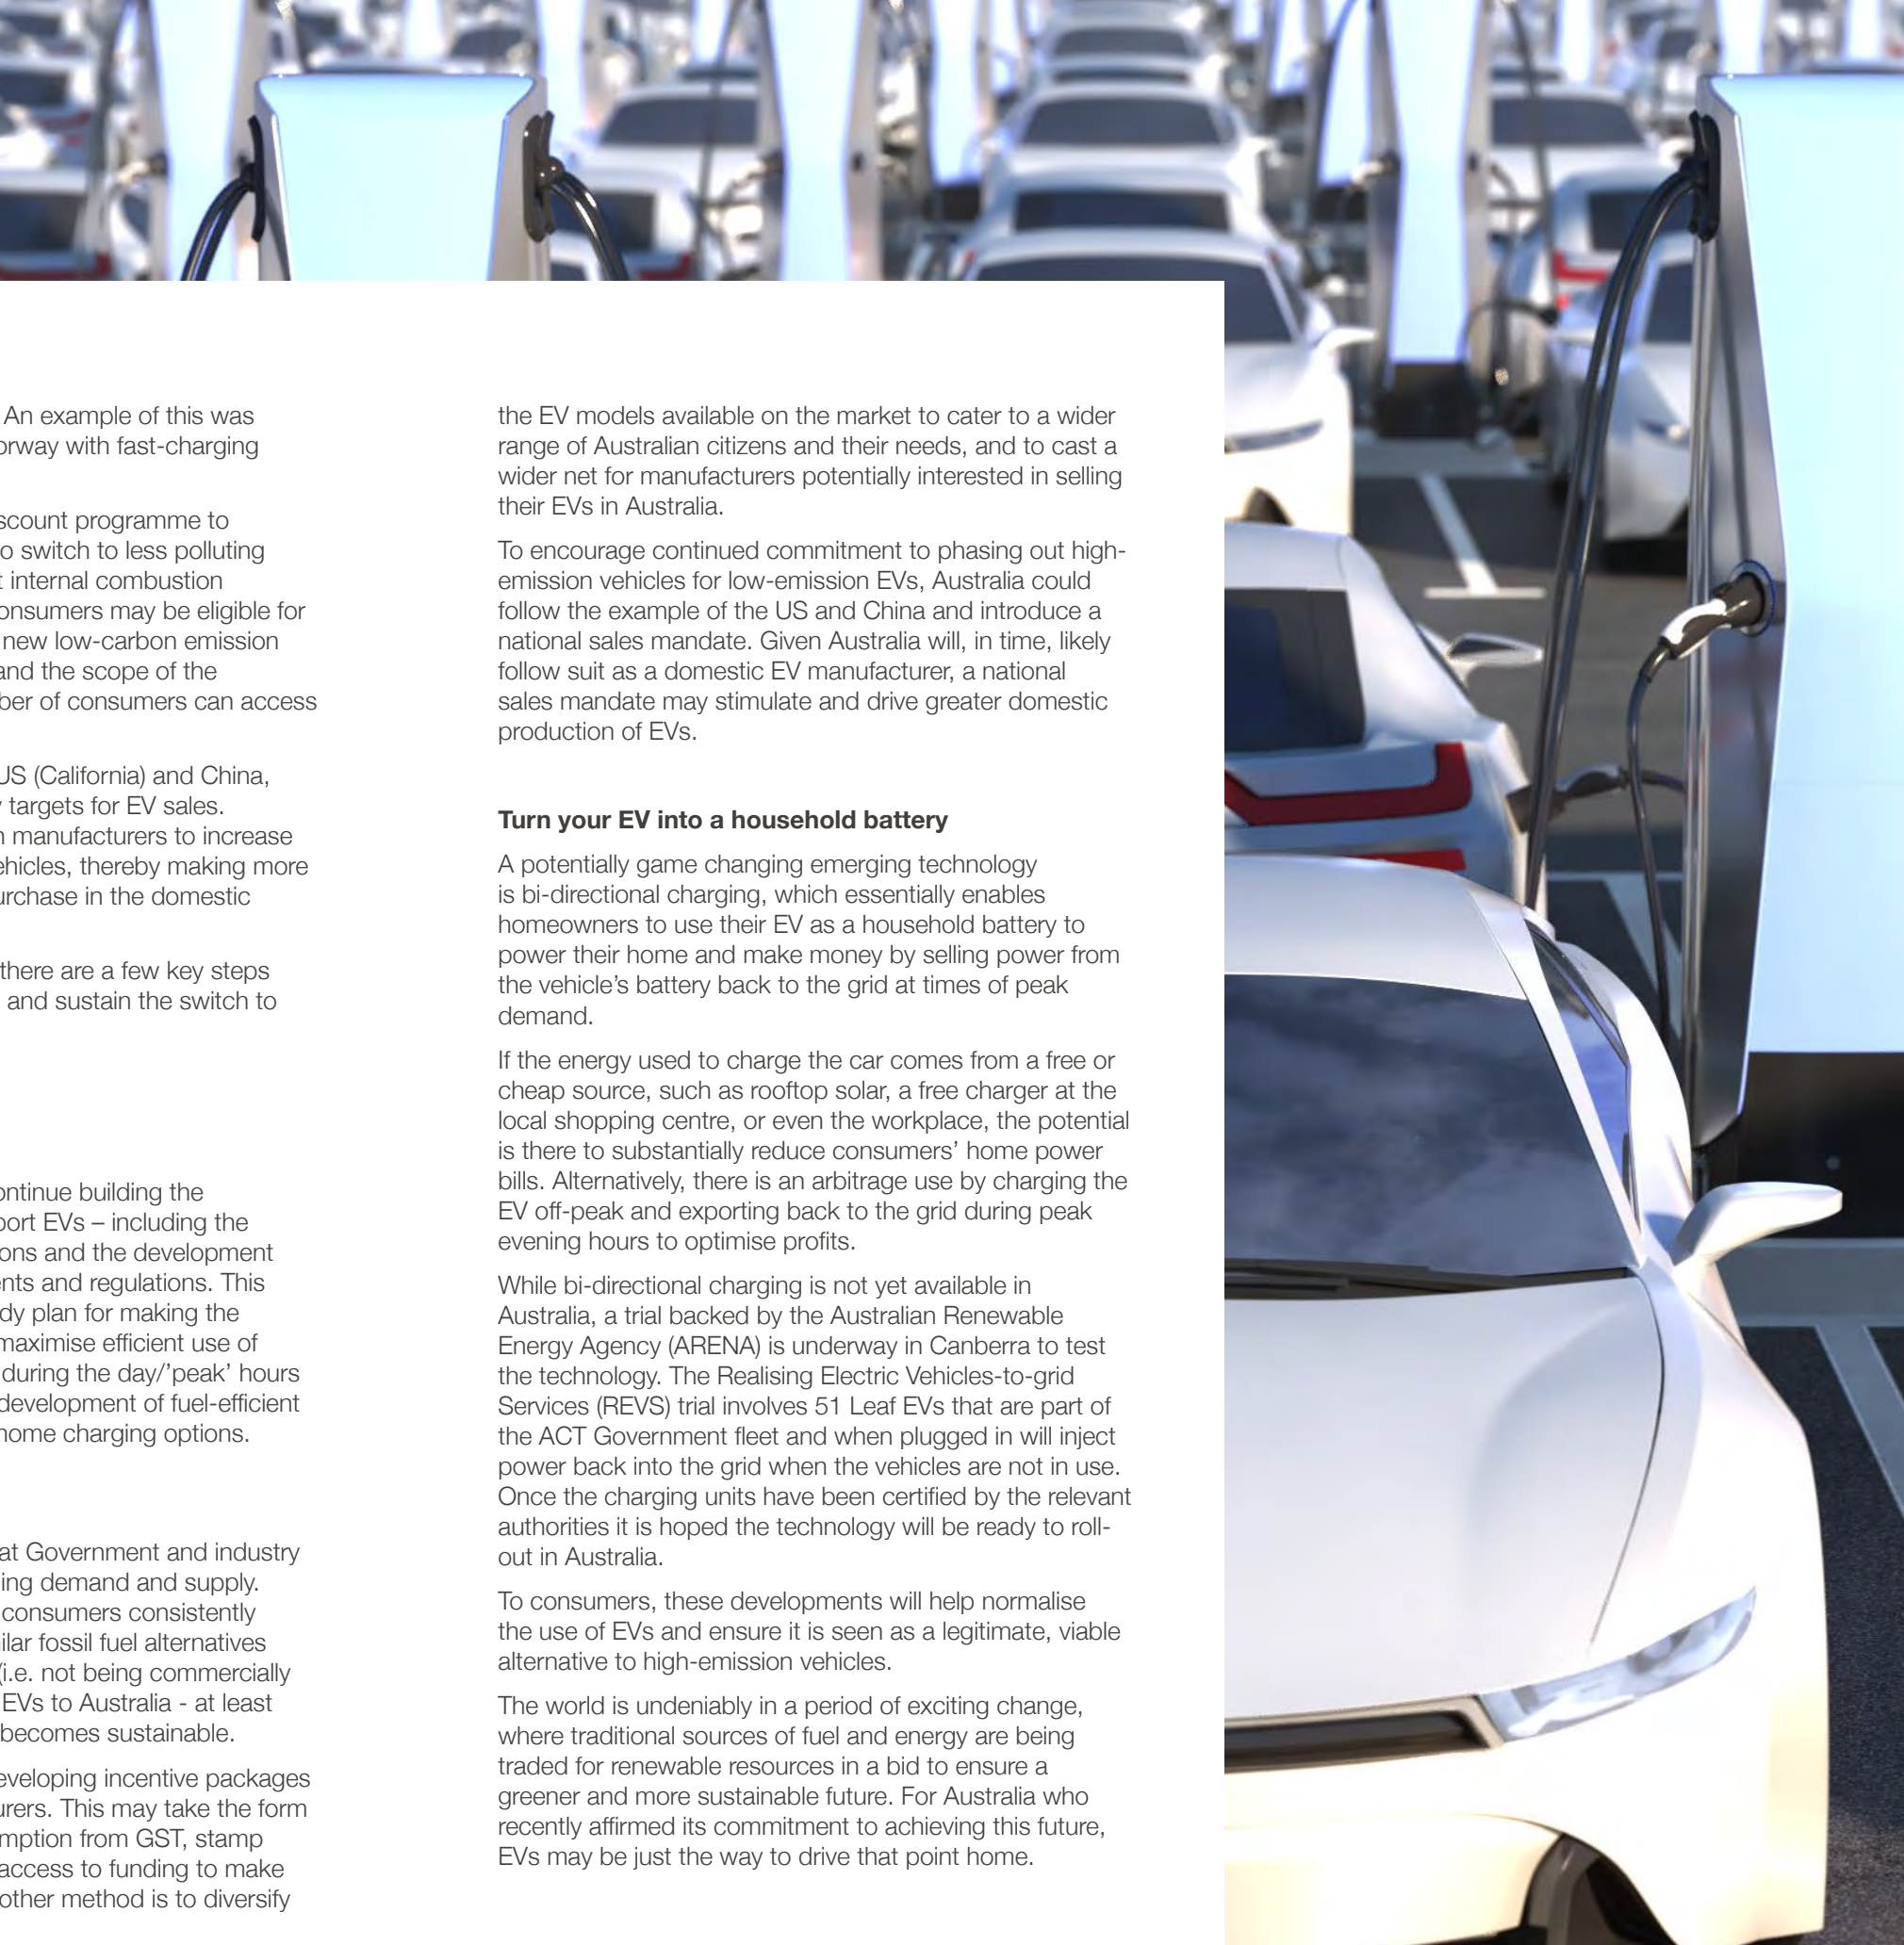 An example of this was
orway with fast-charging
scount programme to
o switch to less polluting
t internal combustion
onsumers may be eligible for
new low-carbon emission
and the scope of the
ber of consumers can access
US (California) and China,
y targets for EV sales.
n manufacturers to increase
ehicles, thereby making more
urchase in the domestic
there are a few key steps
and sustain the switch to
ontinue building the
port EVs – including the
ons and the development
ents and regulations. This
dy plan for making the
maximise efficient use of
during the day/'peak' hours
development of fuel-efficient
home charging options.
at Government and industry
ing demand and supply.
consumers consistently
ilar fossil fuel alternatives
(i.e. not being commercially
EVs to Australia - at least
becomes sustainable.
eveloping incentive packages
urers. This may take the form
mption from GST, stamp
access to funding to make
other method is to diversify
the EV models available on the market to cater to a wider
range of Australian citizens and their needs, and to cast a
wider net for manufacturers potentially interested in selling
their EVs in Australia.
To encourage continued commitment to phasing out high-
emission vehicles for low-emission EVs, Australia could
follow the example of the US and China and introduce a
national sales mandate. Given Australia will, in time, likely
follow suit as a domestic EV manufacturer, a national
sales mandate may stimulate and drive greater domestic
production of EVs.
Turn your EV into a household battery
A potentially game changing emerging technology
is bi-directional charging, which essentially enables
homeowners to use their EV as a household battery to
power their home and make money by selling power from
the vehicle's battery back to the grid at times of peak
demand.
If the energy used to charge the car comes from a free or
cheap source, such as rooftop solar, a free charger at the
local shopping centre, or even the workplace, the potential
is there to substantially reduce consumers' home power
bills. Alternatively, there is an arbitrage use by charging the
EV off-peak and exporting back to the grid during peak
evening hours to optimise profits.
While bi-directional charging is not yet available in
Australia, a trial backed by the Australian Renewable
Energy Agency (ARENA) is underway in Canberra to test
the technology. The Realising Electric Vehicles-to-grid
Services (REVS) trial involves 51 Leaf EVs that are part of
the ACT Government fleet and when plugged in will inject
power back into the grid when the vehicles are not in use.
Once the charging units have been certified by the relevant
authorities it is hoped the technology will be ready to roll-
out in Australia.
To consumers, these developments will help normalise
the use of EVs and ensure it is seen as a legitimate, viable
alternative to high-emission vehicles.
The world is undeniably in a period of exciting change,
where traditional sources of fuel and energy are being
traded for renewable resources in a bid to ensure a
greener and more sustainable future. For Australia who
recently affirmed its commitment to achieving this future,
EVs may be just the way to drive that point home.